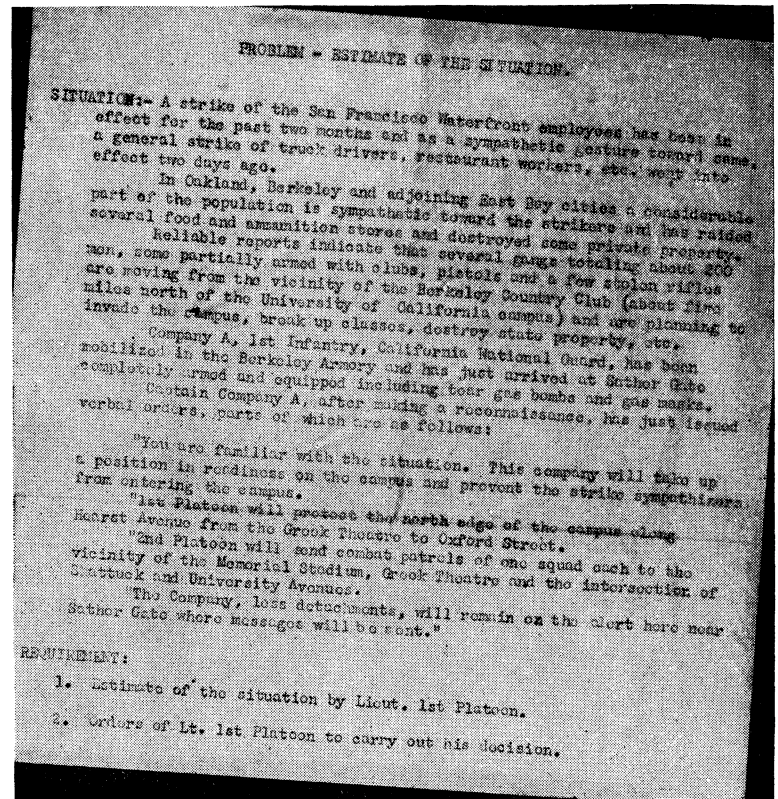 PROBLEM - ESTIMATE OF THE SITUATION.
SITUATION:- A strike of the San Francisco Waterfront employees has been in
effect for the past two months and as a sympathetic gesture toward same,
a general strike of truck drivers, restaurant workers, etc. went into
effect two days ago.
In Oakland, Berkeley and adjoining East Bay cities a considerable
part of the population is sympathetic toward the strikers and has raided
several food and ammunition stores and destroyed some private property.
Reliable reports indicate that several gangs totaling about 200
men, some partially armed with clubs, pistols and a few stolen rifles
are moving from the vicinity of the Berkeley Country Club (about five
miles north of the University of California campus) and are planning to
invade the campus, break up classes, destroy state property, etc.
Company A, 1st Infantry, California National Guard, has been
mobilized in the Berkeley Armory and has just arrived at Sather Gate
completely armed and equipped including tear gas bombs and gas masks.
Captain Company A, after making a reconnaissance, has just issued
verbal orders, parts of which are as follows:
"You are familiar with the situation. This company will take up
a position in readiness on the campus and prevent the strike sympathizers
from entering the campus.
"1st Platoon will protect the north edge of the campus along
Hearst Avenue from the Greek Theatre to Oxford Street.
"2nd Platoon will send combat patrols of one squad each to the
vicinity of the Memorial Stadium, Greek Theatre and the intersection of
Shattuck and University Avenues.
"The Company, less detachments, will remain on the alert here near
Sather Gate where messages will be sent."
REQUIREMENT:
1. Estimate of the situation by Lieut. 1st Platoon.
2. Orders of Lt. 1st Platoon to carry out his decision.